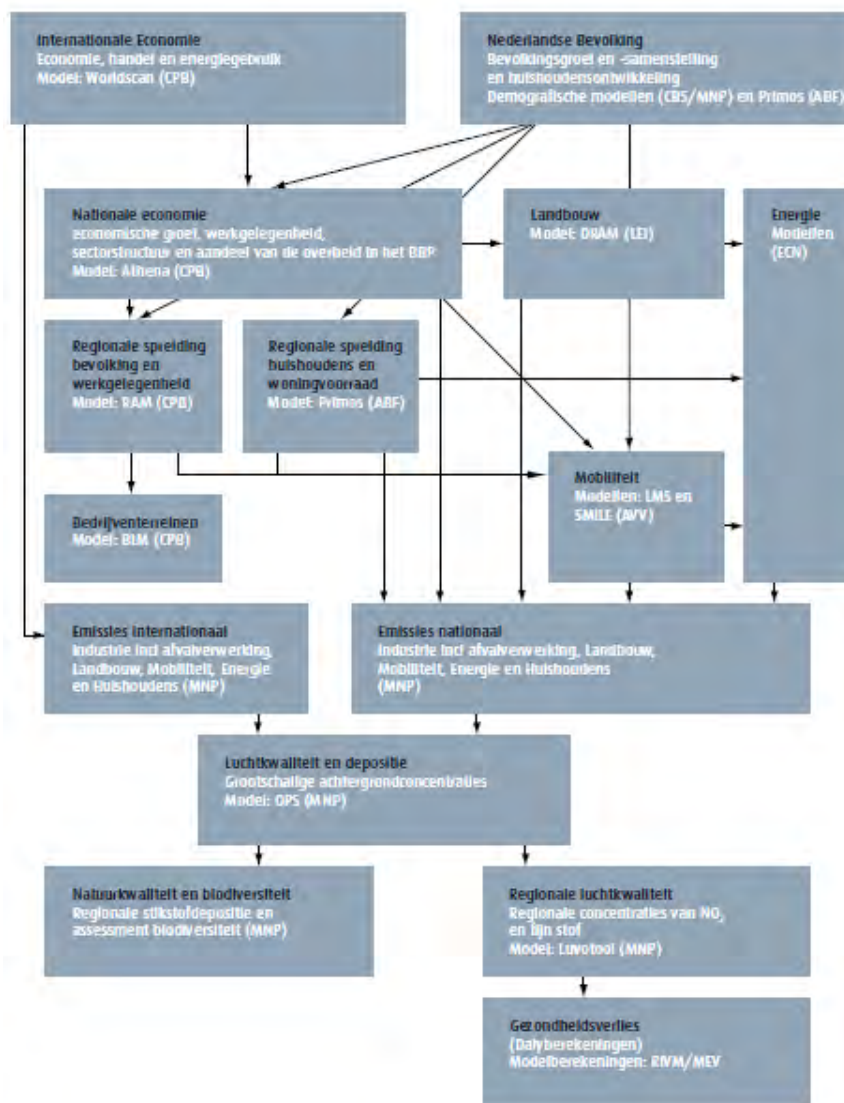 Internationale Economie
Economie, handel en energiegebruik
Model: Worldscan (CPB)
Nederlandse Bevolking
Bevolkingsgroei en -samenstelling
en huishoudensontwikkeling
Demografische modellen (CBS/MNP) en Primos (ABF)
Nationale economie
economische groei, werkgelegenheid,
sectorstructuur en aandeel van de overheid in het BBP
Model: Athena (CPB)
Landbouw
Model: DRAM (LEI)
Energie
Modellen
(ECN)
Regionale spreiding
bevolking en
werkgelegenheid
Model: RAM (CPB)
Regionale spreiding
huishoudens en
woningvoorraad
Model: Primos (ABF)
Mobiliteit
Modellen: LMS en
SMILE (AVV)
Bedrijventerreinen
Model: BLM (CPB)
Emissies internationaal
Industrie incl afvalverwerking,
Landbouw, Mobiliteit, Energie
en Huishoudens (MNP)
Emissies nationaal
Industrie incl afvalverwerking, Landbouw,
Mobiliteit, Energie en Huishoudens
(MNP)
Luchtkwaliteit en depositie
Grootschalige achtergrondconcentraties
Model: OPS (MNP)
Natuurkwaliteit en biodiversiteit
Regionale stikstofdepositie en
assessment biodiversiteit (MNP)
Regionale luchtkwaliteit
Regionale concentraties van NO₂
en fijn stof
Model: Luvotool (MNP)
Gezondheidsverlies
(Dalyberekeningen)
Modelberekeningen: RIVM/MEV